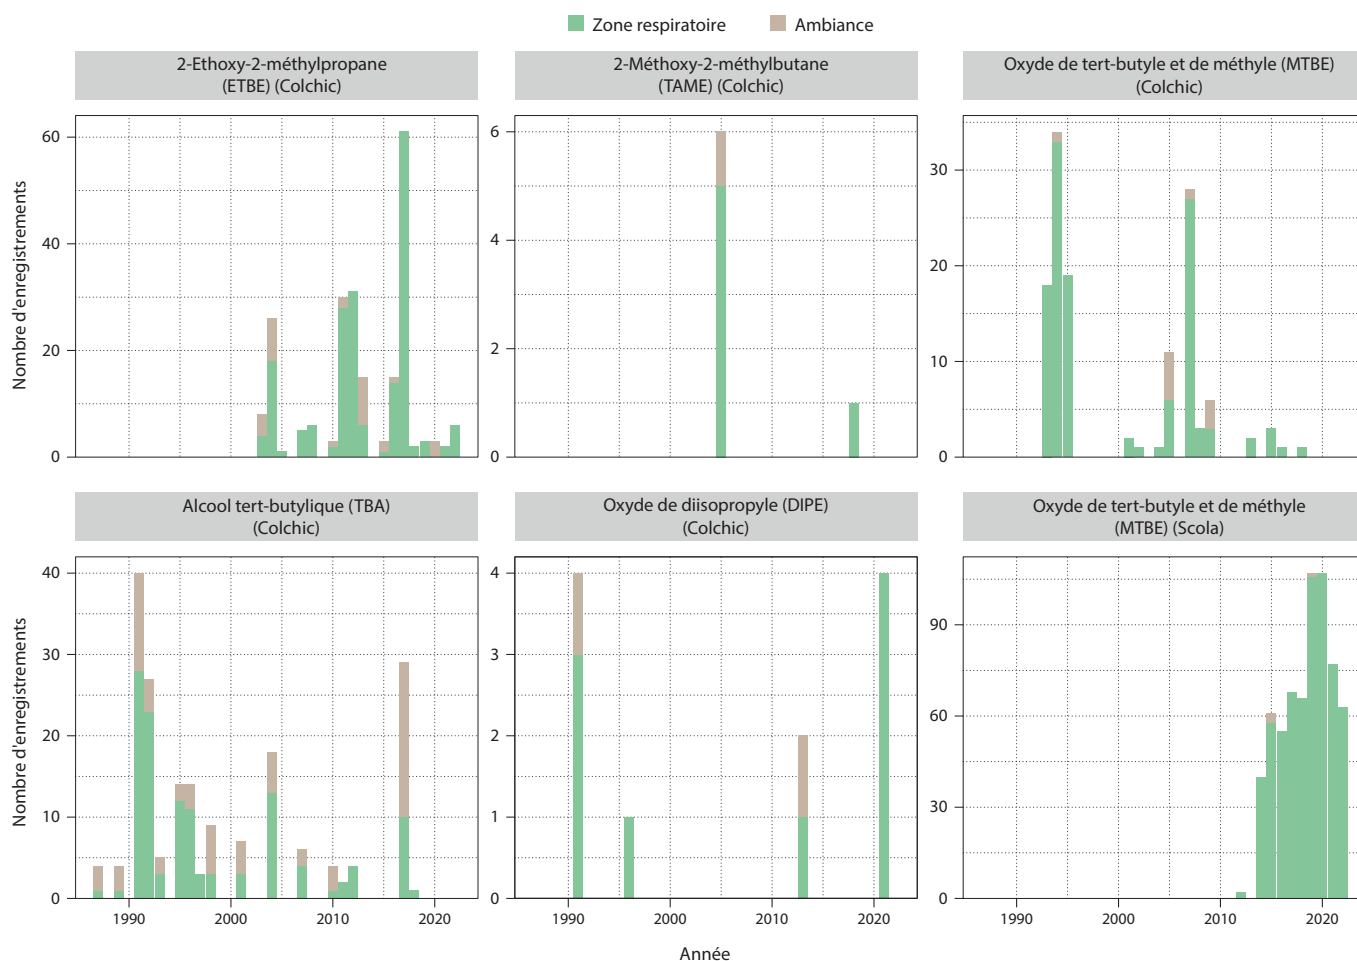 Zone respiratoire
Ambiance
2-Ethoxy-2-méthylpropane
(ETBE) (Colchic)
2-Méthoxy-2-méthylbutane
(TAME) (Colchic)
Oxyde de tert-butyle et de méthyle (MTBE)
(Colchic)
Nombre d'enregistrements
60
40
20
0
6
4
2
0
30
20
10
0
Alcool tert-butylique (TBA)
(Colchic)
Oxyde de diisopropyle (DIPE)
(Colchic)
Oxyde de tert-butyle et de méthyle
(MTBE) (Scola)
Nombre d'enregistrements
40
30
20
10
0
4
3
2
1
0
90
60
30
0
1990
2000
2010
2020
1990
2000
2010
2020
1990
2000
2010
2020
Année